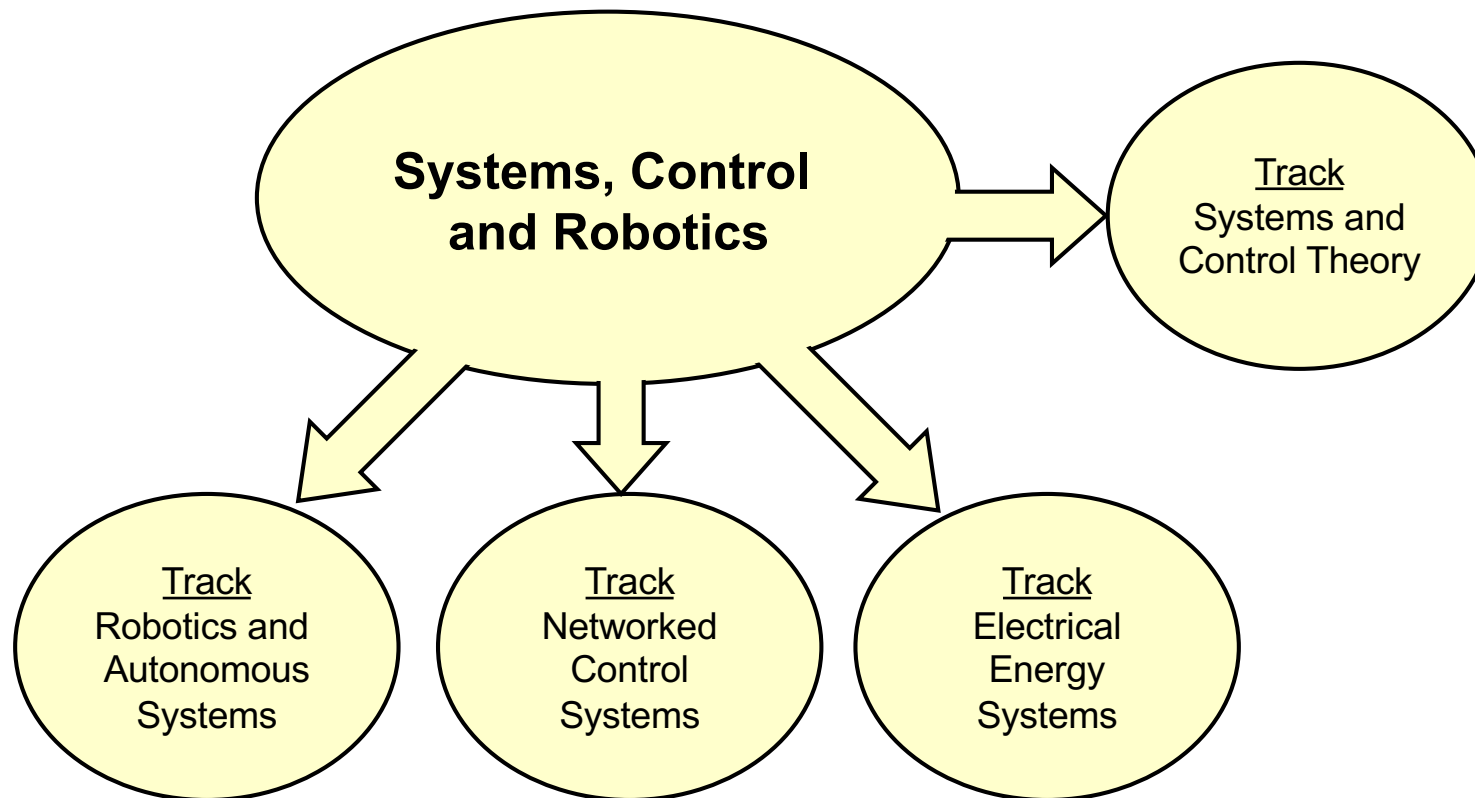 Systems, Control
and Robotics
Track
Systems and
Control Theory
Track
Robotics and
Autonomous
Systems
Track
Networked
Control
Systems
Track
Electrical
Energy
Systems